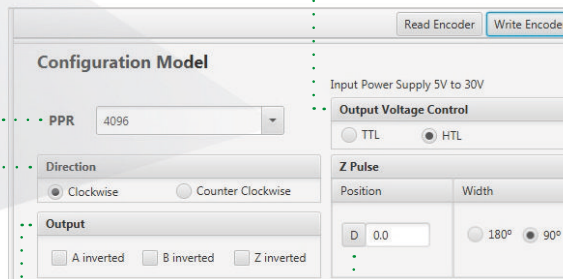 Read Encoder
Write Encode
Configuration Model
Input Power Supply 5V to 30V
PPR
4096
Output Voltage Control
TTL
HTL
Direction
Clockwise
Counter Clockwise
Z Pulse
Position
Width
D
0.0
180º
90º
Output
A inverted
B inverted
Z inverted